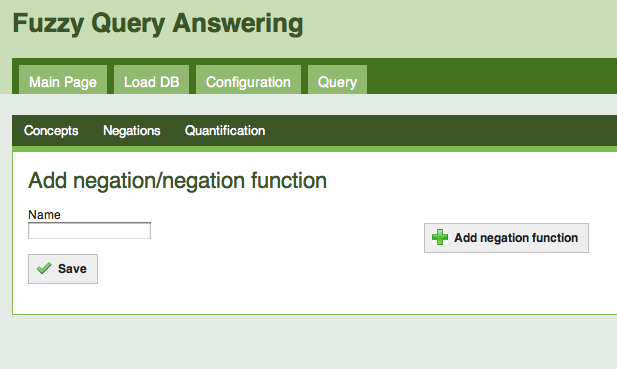 Fuzzy Query Answering
Main Page Load DB Configuration Query
Concepts Negations Quantification
Add negation/negation function
Name
Add negation function
Save